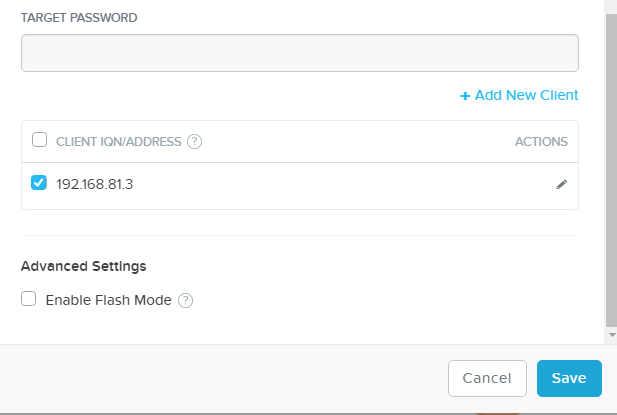 TARGET PASSWORD
+ Add New Client
CLIENT IQN/ADDRESS ? ACTIONS
192.168.81.3
Advanced Settings
Enable Flash Mode ?
Cancel Save